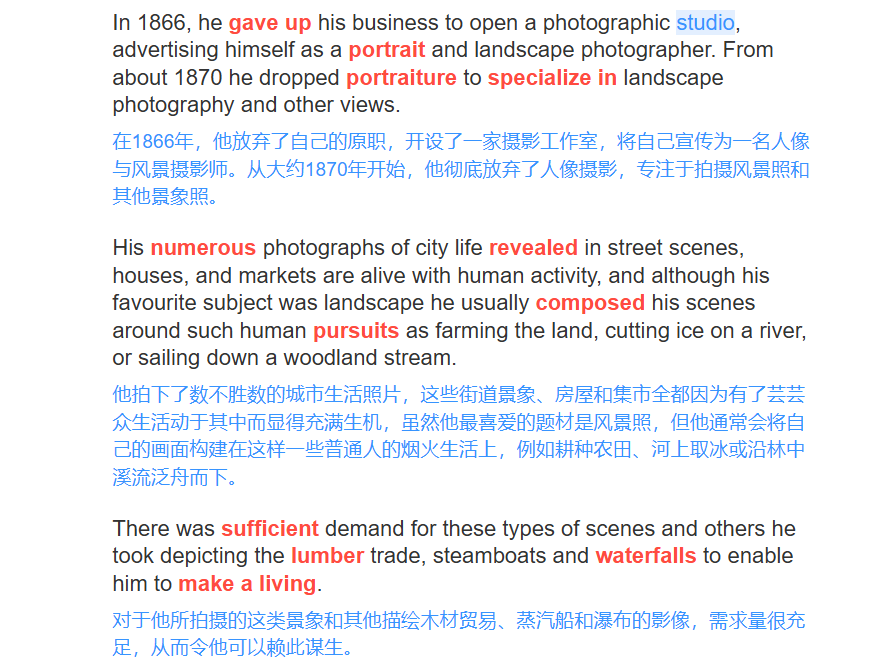 In 1866, he gave up his business to open a photographic studio,
advertising himself as a portrait and landscape photographer. From
about 1870 he dropped portraiture to specialize in landscape
photography and other views.
在1866年，他放弃了自己的原职，开设了一家摄影工作室，将自己宣传为一名人像
与风景摄影师。从大约1870年开始，他彻底放弃了人像摄影，专注于拍摄风景照和
其他景象照。
His numerous photographs of city life revealed in street scenes,
houses, and markets are alive with human activity, and although his
favourite subject was landscape he usually composed his scenes
around such human pursuits as farming the land, cutting ice on a river,
or sailing down a woodland stream.
他拍下了数不胜数的城市生活照片，这些街道景象、房屋和集市全都因为有了芸芸
众生活动于其中而显得充满生机，虽然他最喜爱的题材是风景照，但他通常会将自
己的画面构建在这样一些普通人的烟火生活上，例如耕种农田、河上取冰或沿林中
溪流泛舟而下。
There was sufficient demand for these types of scenes and others he
took depicting the lumber trade, steamboats and waterfalls to enable
him to make a living.
对于他所拍摄的这类景象和其他描绘木材贸易、蒸汽船和瀑布的影像，需求量很充
足，从而令他可以赖此谋生。